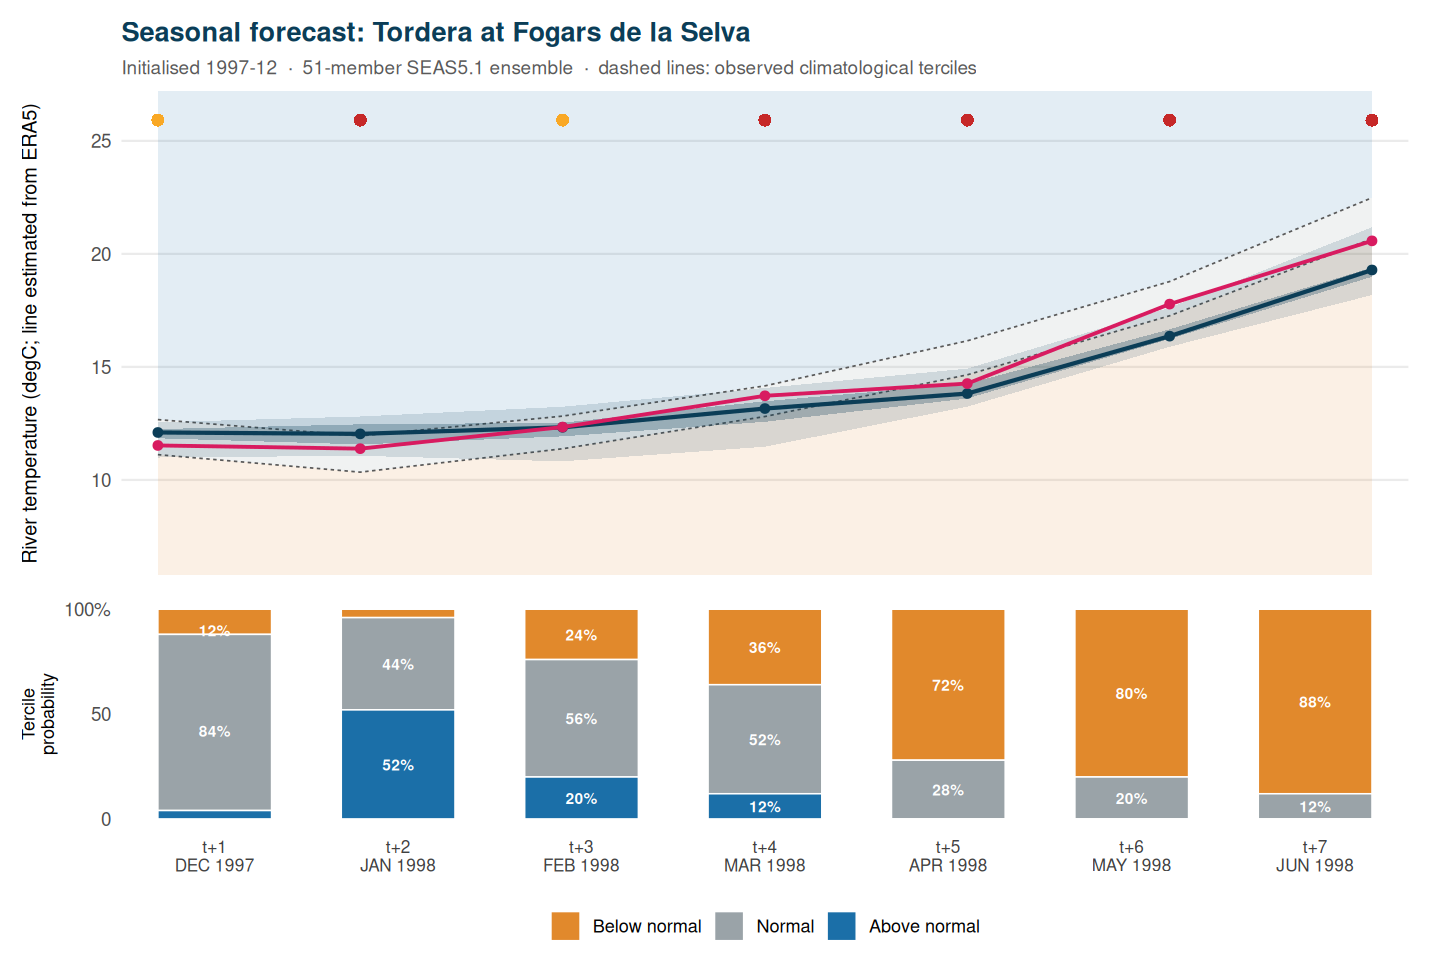 Seasonal forecast: Tordera at Fogars de la Selva
Initialised 1997-12 · 51-member SEAS5.1 ensemble · dashed lines: observed climatological terciles
River temperature (degC; line estimated from ERA5)
25
20
15
10
Tercile
probability
100%
50
0
12%
84%
44%
52%
24%
56%
20%
36%
52%
12%
72%
28%
80%
20%
88%
12%
t+1
DEC 1997
t+2
JAN 1998
t+3
FEB 1998
t+4
MAR 1998
t+5
APR 1998
t+6
MAY 1998
t+7
JUN 1998
Below normal
Normal
Above normal